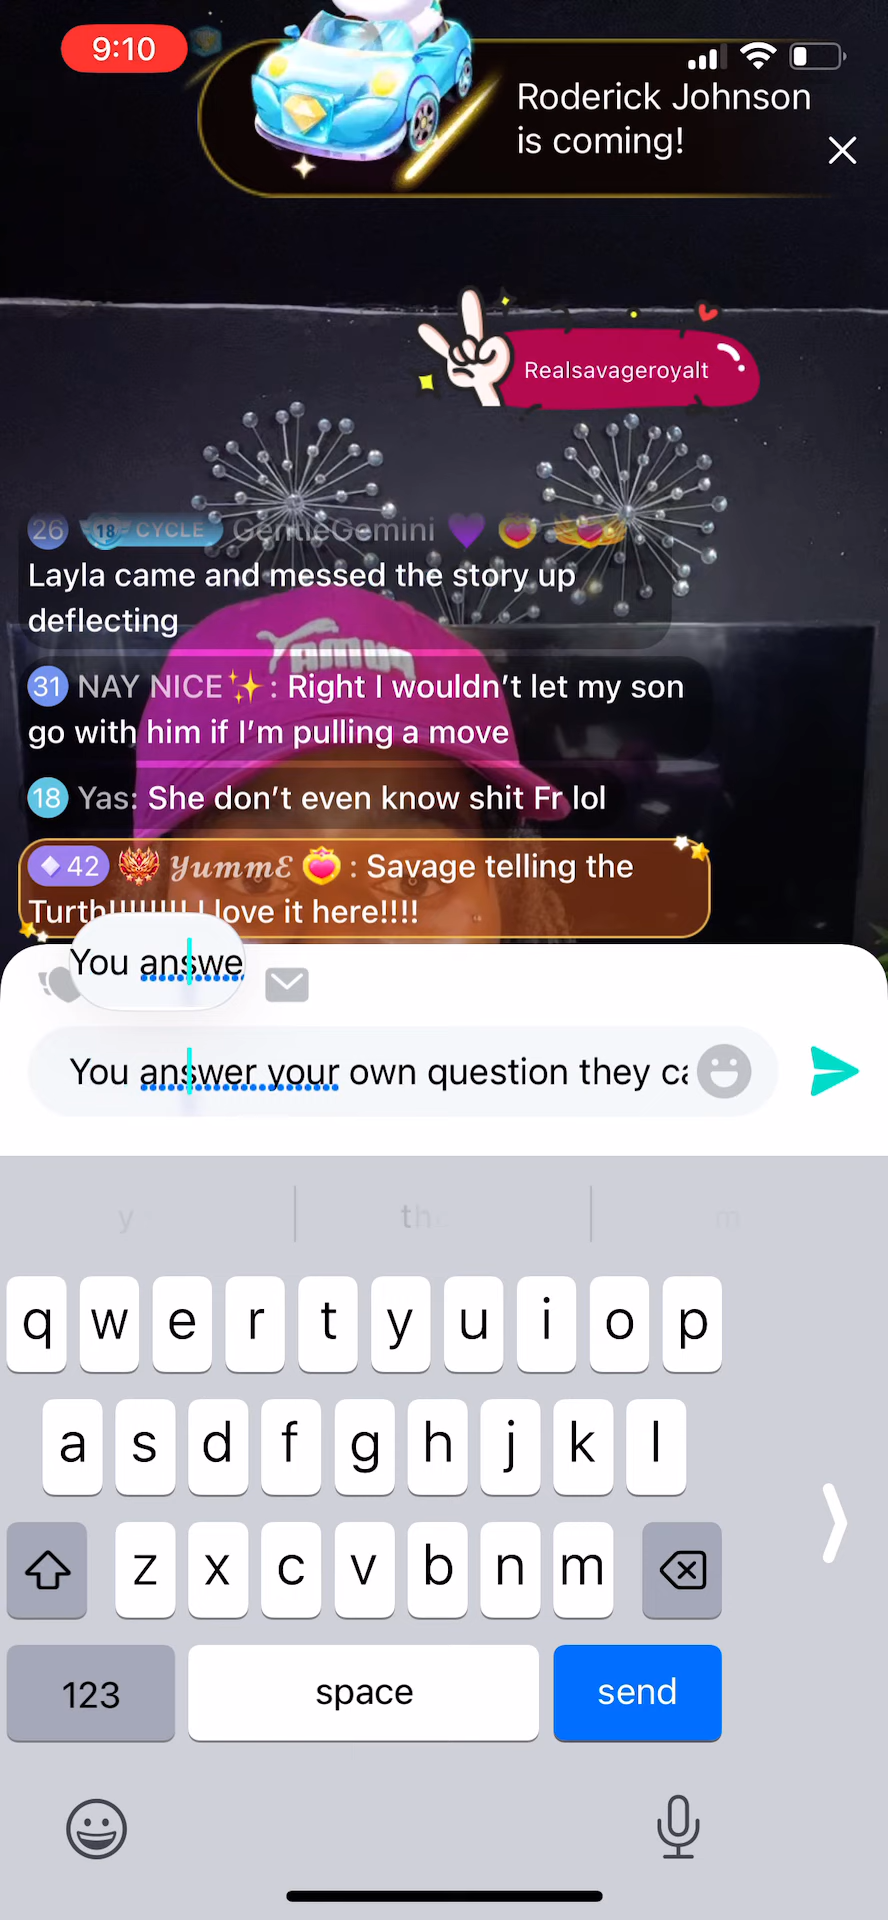 9:10
Roderick Johnson
is coming!
Realsavageroyalt
26 18 CYCLE GentleGemini 💜
Layla came and messed the story up
deflecting
31 NAY NICE✨: Right I wouldn't let my son
go with him if I'm pulling a move
18 Yas: She don't even know shit Fr lol
42 𝒴𝓊𝓂𝓂ℰ : Savage telling the
Turth!!!!!!!! I love it here!!!!
You answe
You answer your own question they ca
th
q w e r t y u i o p
a s d f g h j k l
z x c v b n m
123 space send